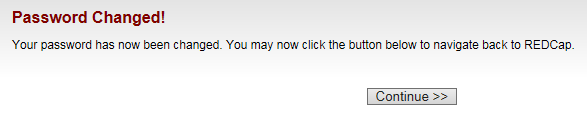 Password Changed!
Your password has now been changed. You may now click the button below to navigate back to REDCap.
Continue >>